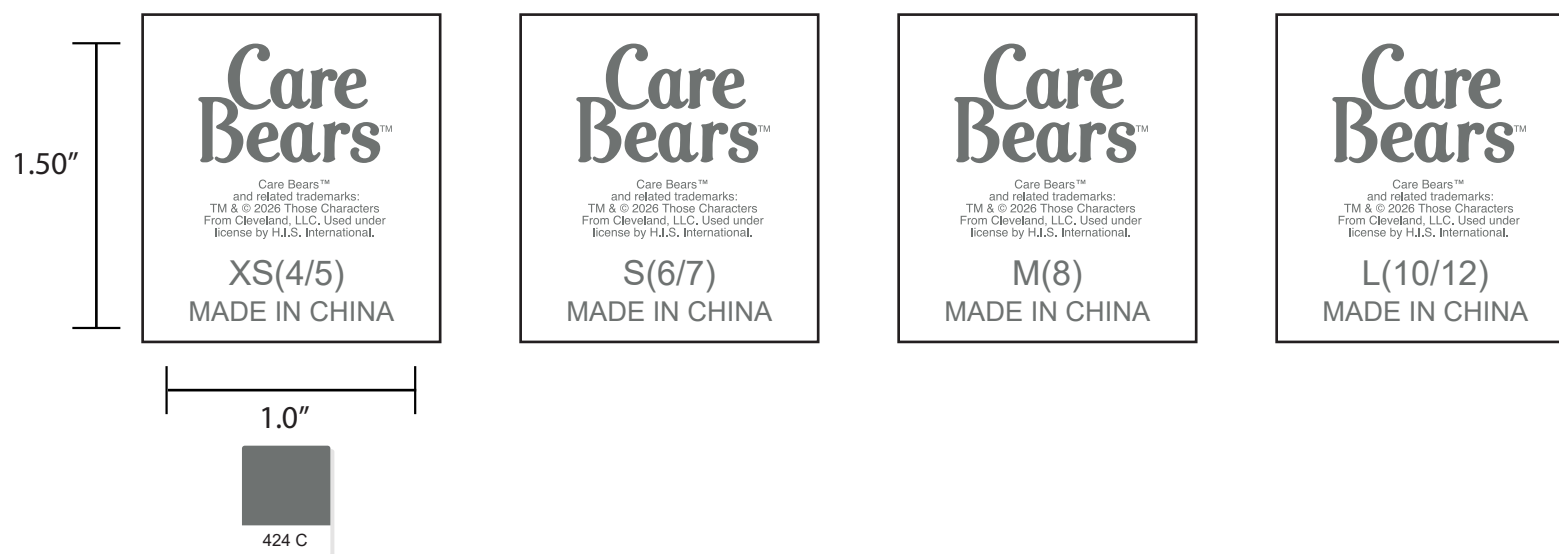 1.50"
Care
Bears™
Care Bears™
and related trademarks:
TM & © 2026 Those Characters
From Cleveland, LLC. Used under
license by H.I.S. International.
XS(4/5)
MADE IN CHINA
Care
Bears™
Care Bears™
and related trademarks:
TM & © 2026 Those Characters
From Cleveland, LLC. Used under
license by H.I.S. International.
S(6/7)
MADE IN CHINA
Care
Bears™
Care Bears™
and related trademarks:
TM & © 2026 Those Characters
From Cleveland, LLC. Used under
license by H.I.S. International.
M(8)
MADE IN CHINA
Care
Bears™
Care Bears™
and related trademarks:
TM & © 2026 Those Characters
From Cleveland, LLC. Used under
license by H.I.S. International.
L(10/12)
MADE IN CHINA
1.0"
424 C